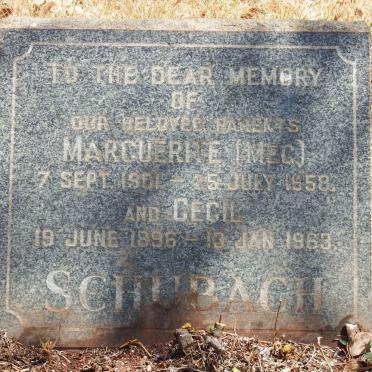 TO THE DEAR MEMORY
OF
OUR BELOVED PARENTS
MARGUERITE (MEG)
7 SEPT. 1901 – 25 JULY 1958.
AND CECIL
19 JUNE 1896 – 13 JAN 1963.
SCHUBACH